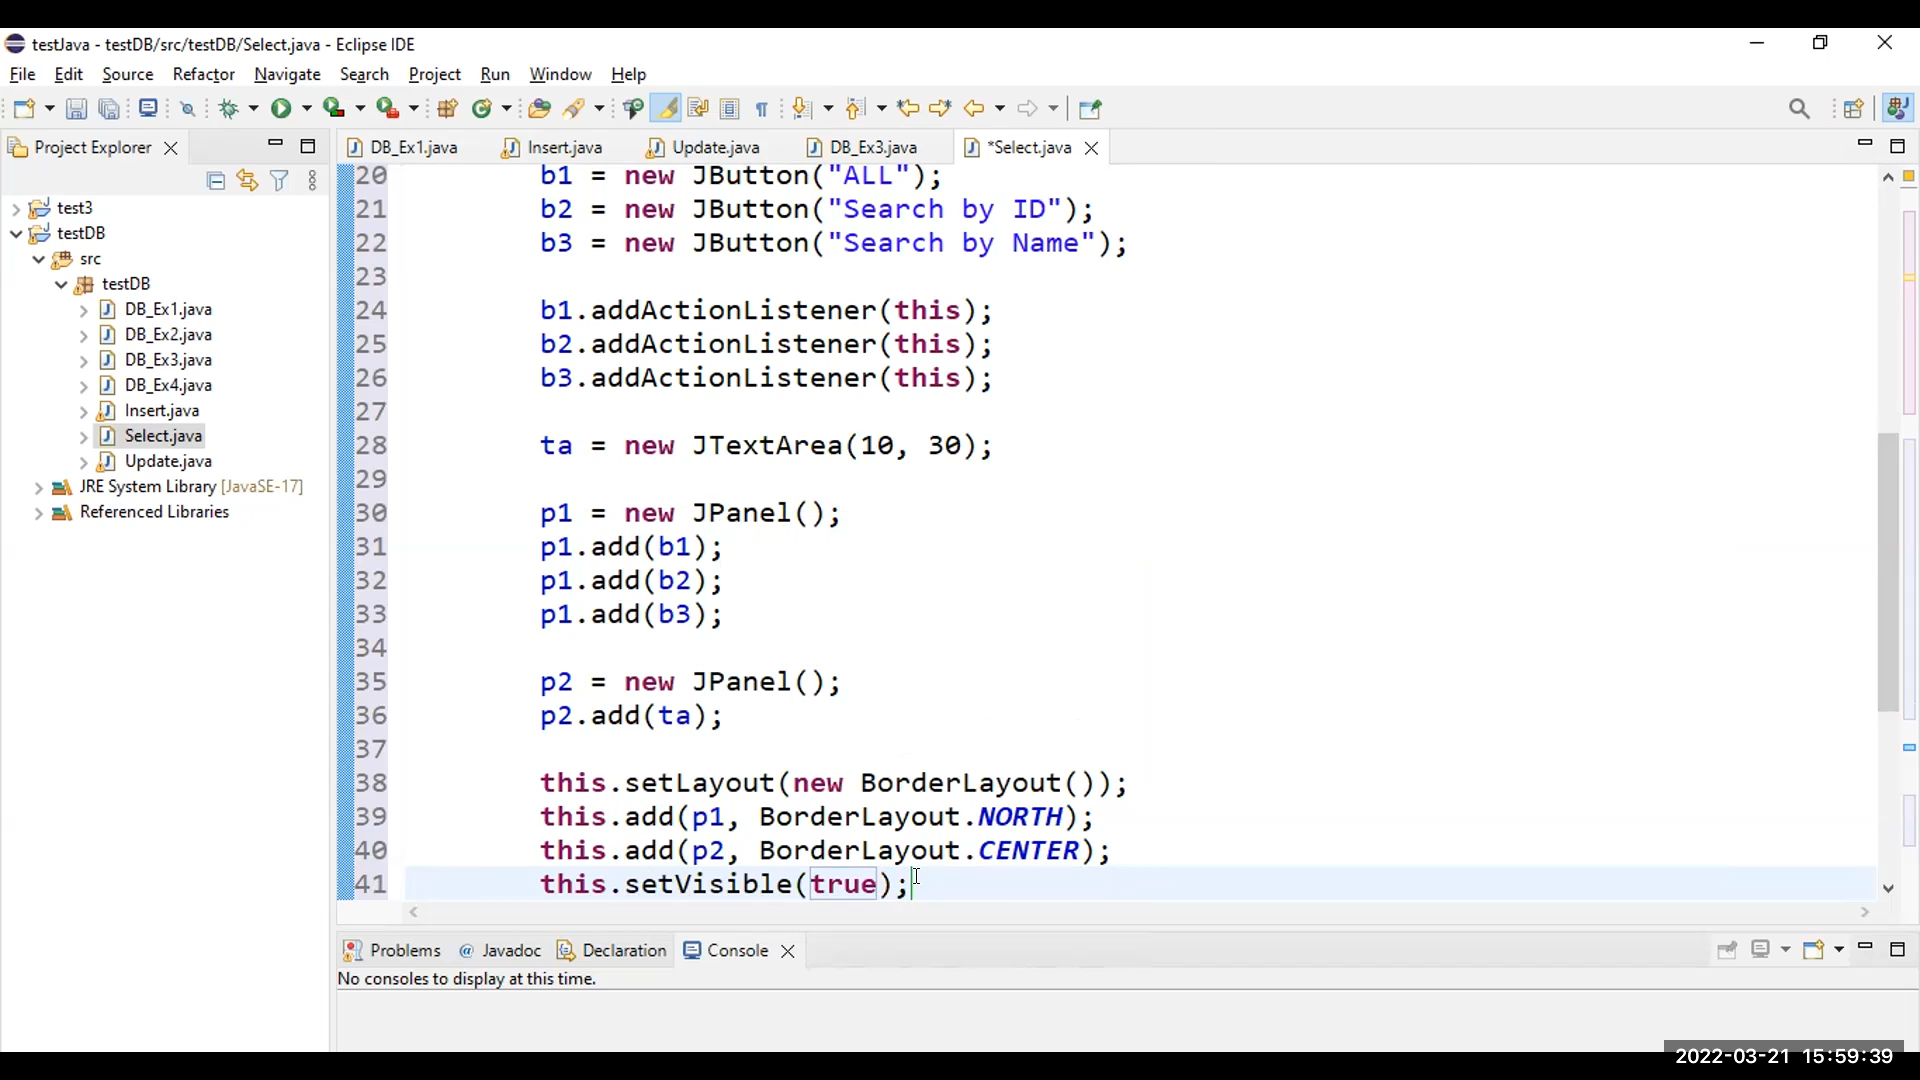 testJava - testDB/src/testDB/Select.java - Eclipse IDE
File Edit Source Refactor Navigate Search Project Run Window Help
Project Explorer
DB_Ex1.java Insert.java Update.java DB_Ex3.java *Select.java
test3
testDB
src
testDB
DB_Ex1.java
DB_Ex2.java
DB_Ex3.java
DB_Ex4.java
Insert.java
Select.java
Update.java
JRE System Library [JavaSE-17]
Referenced Libraries
20 b1 = new JButton("ALL");
21 b2 = new JButton("Search by ID");
22 b3 = new JButton("Search by Name");
23
24 b1.addActionListener(this);
25 b2.addActionListener(this);
26 b3.addActionListener(this);
27
28 ta = new JTextArea(10, 30);
29
30 p1 = new JPanel();
31 p1.add(b1);
32 p1.add(b2);
33 p1.add(b3);
34
35 p2 = new JPanel();
36 p2.add(ta);
37
38 this.setLayout(new BorderLayout());
39 this.add(p1, BorderLayout.NORTH);
40 this.add(p2, BorderLayout.CENTER);
41 this.setVisible(true);
Problems @ Javadoc Declaration Console
No consoles to display at this time.
2022-03-21 15:59:39